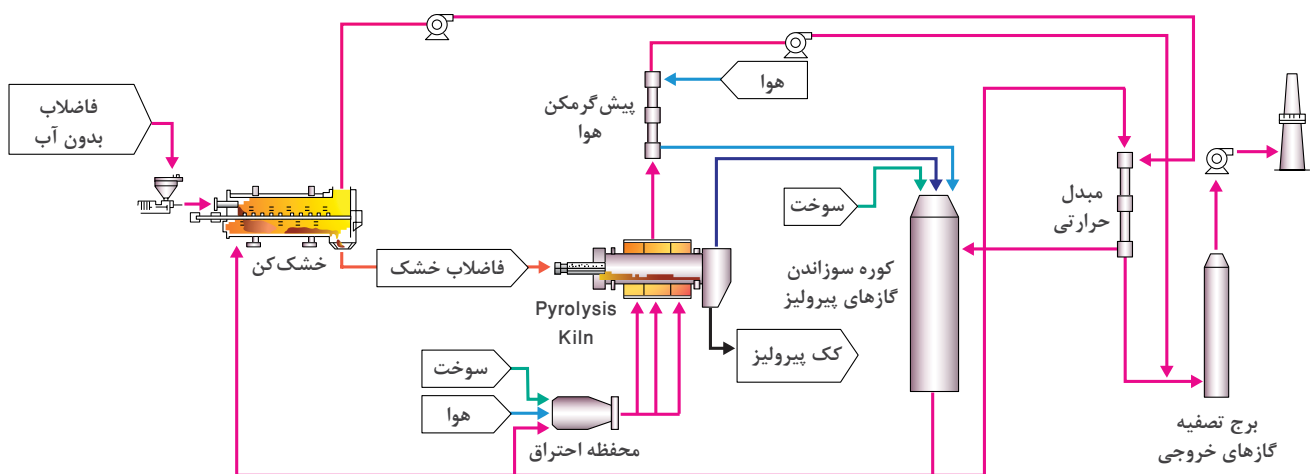 فاضلاب
بدون آب
خشک‌کن
فاضلاب خشک
Pyrolysis
Kiln
سوخت
هوا
محفظه احتراق
پیش‌گرمکن
هوا
هوا
سوخت
کوره سوزاندن
گازهای پیرولیز
کک پیرولیز
مبدل
حرارتی
برج تصفیه
گازهای خروجی